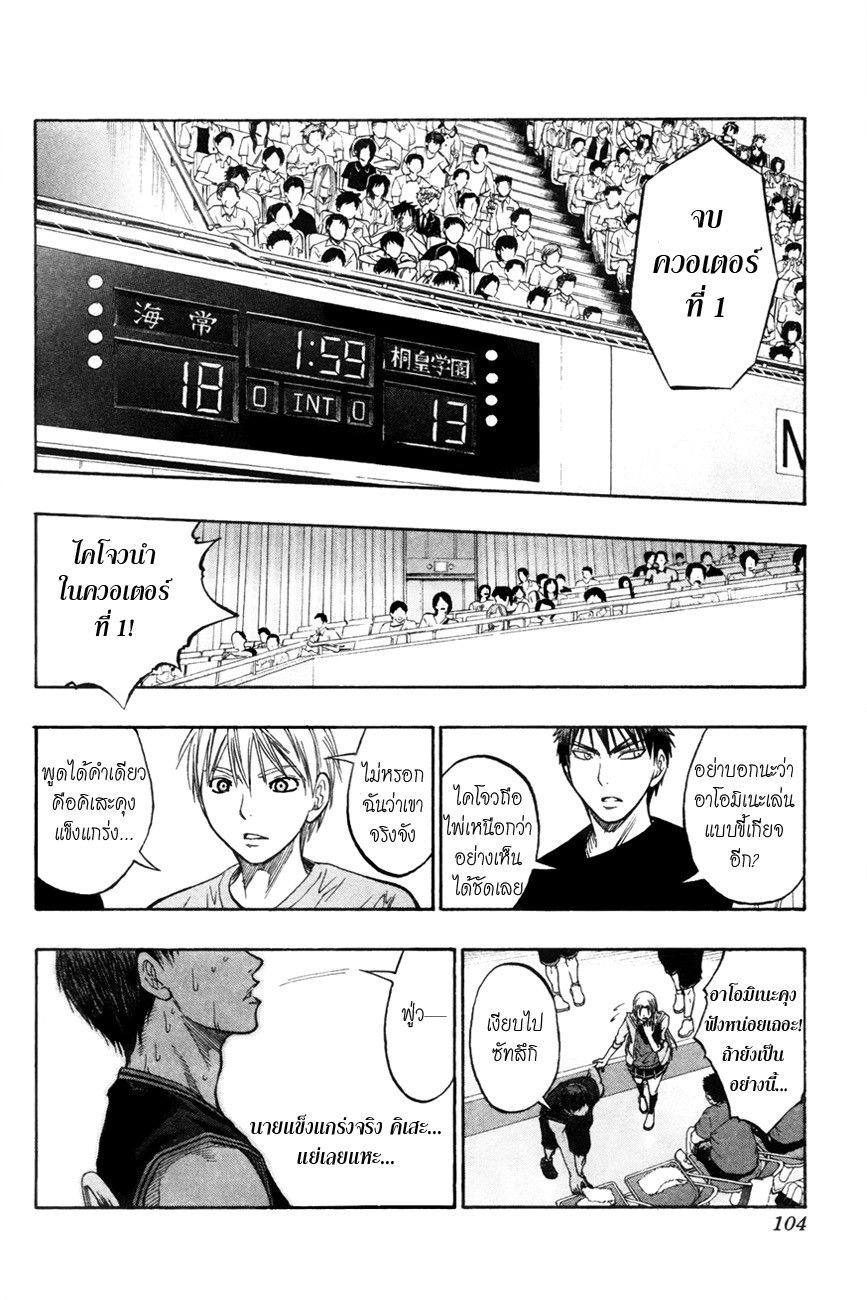 จบ
ควอเตอร์
ที่ 1
海常
1:59
桐皇学園
18
0
INT
0
13
M
ไคโจวนำ
ในควอเตอร์
ที่ 1!
อย่าบอกนะว่า
อาโอมิเนะเล่น
แบบขี้เกียจ
อีก?
ไคโจวถือ
ไพ่เหนือกว่า
อย่างเห็น
ได้ชัดเลย
ไม่หรอก
ฉันว่าเขา
จริงจัง
พูดได้คำเดียว
คือคิเสะคุง
แข็งแกร่ง...
อาโอมิเนะคุง
ฟังหน่อยเถอะ!
ถ้ายังเป็น
อย่างนี้...
เงียบไป
ซัทสึกิ
ฟู่ว—
นายแข็งแกร่งจริง คิเสะ...
แย่เลยแหะ...
104